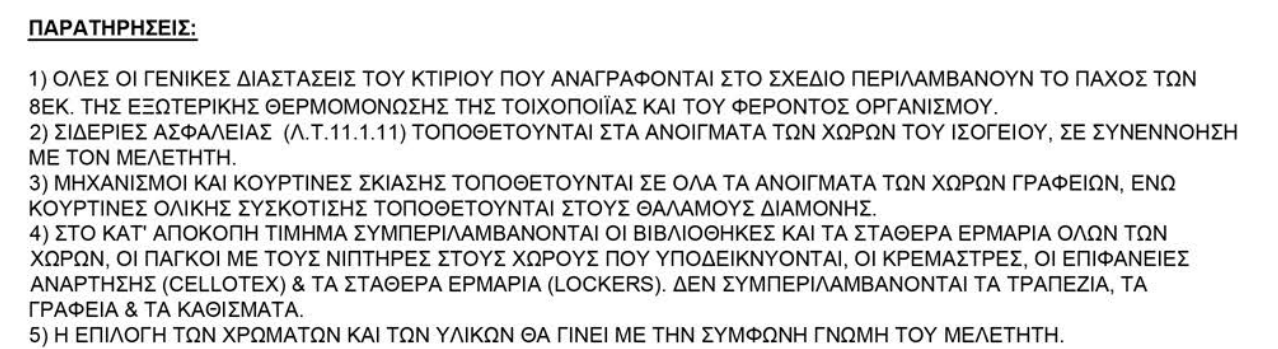 ΠΑΡΑΤΗΡΗΣΕΙΣ:
1) ΟΛΕΣ ΟΙ ΓΕΝΙΚΕΣ ΔΙΑΣΤΑΣΕΙΣ ΤΟΥ ΚΤΙΡΙΟΥ ΠΟΥ ΑΝΑΓΡΑΦΟΝΤΑΙ ΣΤΟ ΣΧΕΔΙΟ ΠΕΡΙΛΑΜΒΑΝΟΥΝ ΤΟ ΠΑΧΟΣ ΤΩΝ
8ΕΚ. ΤΗΣ ΕΞΩΤΕΡΙΚΗΣ ΘΕΡΜΟΜΟΝΩΣΗΣ ΤΗΣ ΤΟΙΧΟΠΟΙΪΑΣ ΚΑΙ ΤΟΥ ΦΕΡΟΝΤΟΣ ΟΡΓΑΝΙΣΜΟΥ.
2) ΣΙΔΕΡΙΕΣ ΑΣΦΑΛΕΙΑΣ (Λ.Τ.11.1.11) ΤΟΠΟΘΕΤΟΥΝΤΑΙ ΣΤΑ ΑΝΟΙΓΜΑΤΑ ΤΩΝ ΧΩΡΩΝ ΤΟΥ ΙΣΟΓΕΙΟΥ, ΣΕ ΣΥΝΕΝΝΟΗΣΗ
ΜΕ ΤΟΝ ΜΕΛΕΤΗΤΗ.
3) ΜΗΧΑΝΙΣΜΟΙ ΚΑΙ ΚΟΥΡΤΙΝΕΣ ΣΚΙΑΣΗΣ ΤΟΠΟΘΕΤΟΥΝΤΑΙ ΣΕ ΟΛΑ ΤΑ ΑΝΟΙΓΜΑΤΑ ΤΩΝ ΧΩΡΩΝ ΓΡΑΦΕΙΩΝ, ΕΝΩ
ΚΟΥΡΤΙΝΕΣ ΟΛΙΚΗΣ ΣΥΣΚΟΤΙΣΗΣ ΤΟΠΟΘΕΤΟΥΝΤΑΙ ΣΤΟΥΣ ΘΑΛΑΜΟΥΣ ΔΙΑΜΟΝΗΣ.
4) ΣΤΟ ΚΑΤ' ΑΠΟΚΟΠΗ ΤΙΜΗΜΑ ΣΥΜΠΕΡΙΛΑΜΒΑΝΟΝΤΑΙ ΟΙ ΒΙΒΛΙΟΘΗΚΕΣ ΚΑΙ ΤΑ ΣΤΑΘΕΡΑ ΕΡΜΑΡΙΑ ΟΛΩΝ ΤΩΝ
ΧΩΡΩΝ, ΟΙ ΠΑΓΚΟΙ ΜΕ ΤΟΥΣ ΝΙΠΤΗΡΕΣ ΣΤΟΥΣ ΧΩΡΟΥΣ ΠΟΥ ΥΠΟΔΕΙΚΝΥΟΝΤΑΙ, ΟΙ ΚΡΕΜΑΣΤΡΕΣ, ΟΙ ΕΠΙΦΑΝΕΙΕΣ
ΑΝΑΡΤΗΣΗΣ (CELLOTEX) & ΤΑ ΣΤΑΘΕΡΑ ΕΡΜΑΡΙΑ (LOCKERS). ΔΕΝ ΣΥΜΠΕΡΙΛΑΜΒΑΝΟΝΤΑΙ ΤΑ ΤΡΑΠΕΖΙΑ, ΤΑ
ΓΡΑΦΕΙΑ & ΤΑ ΚΑΘΙΣΜΑΤΑ.
5) Η ΕΠΙΛΟΓΗ ΤΩΝ ΧΡΩΜΑΤΩΝ ΚΑΙ ΤΩΝ ΥΛΙΚΩΝ ΘΑ ΓΙΝΕΙ ΜΕ ΤΗΝ ΣΥΜΦΩΝΗ ΓΝΩΜΗ ΤΟΥ ΜΕΛΕΤΗΤΗ.